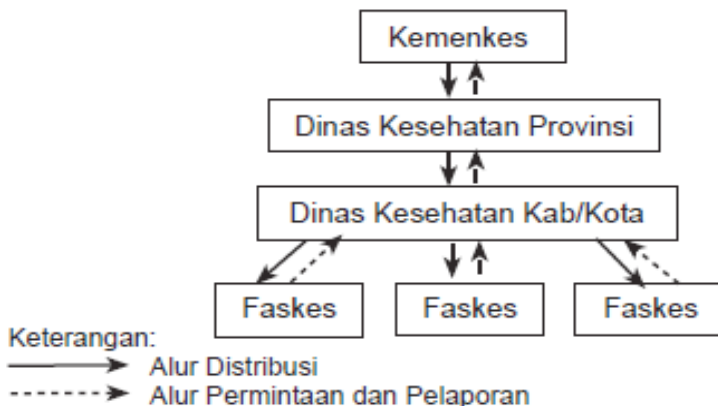 Kemenkes
Dinas Kesehatan Provinsi
Dinas Kesehatan Kab/Kota
Faskes
Faskes
Faskes
Keterangan:
Alur Distribusi
Alur Permintaan dan Pelaporan